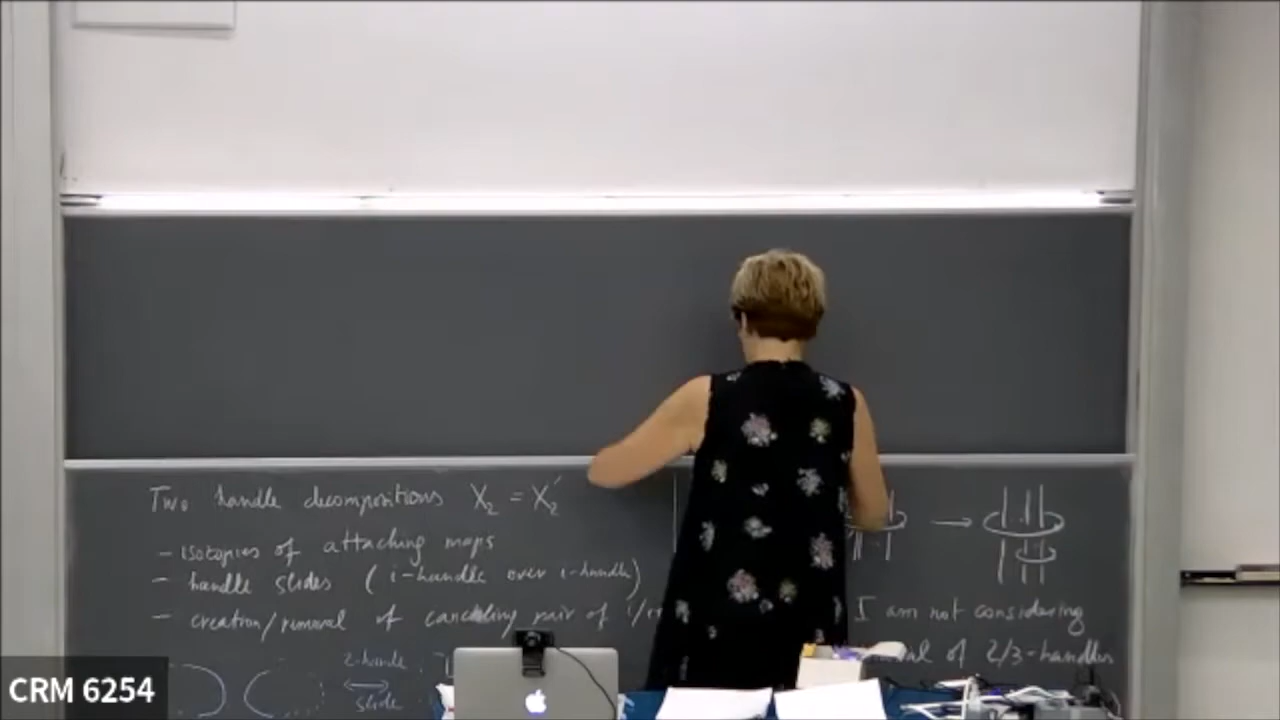 Two handle decompositions X₂ = X₂'
- isotopies of attaching maps
- handle slides ( i-handle over i-handle)
- creation/removal of cancelling pair of 1/
I am not considering
of 2/3-handles
2-handle
slide
CRM 6254